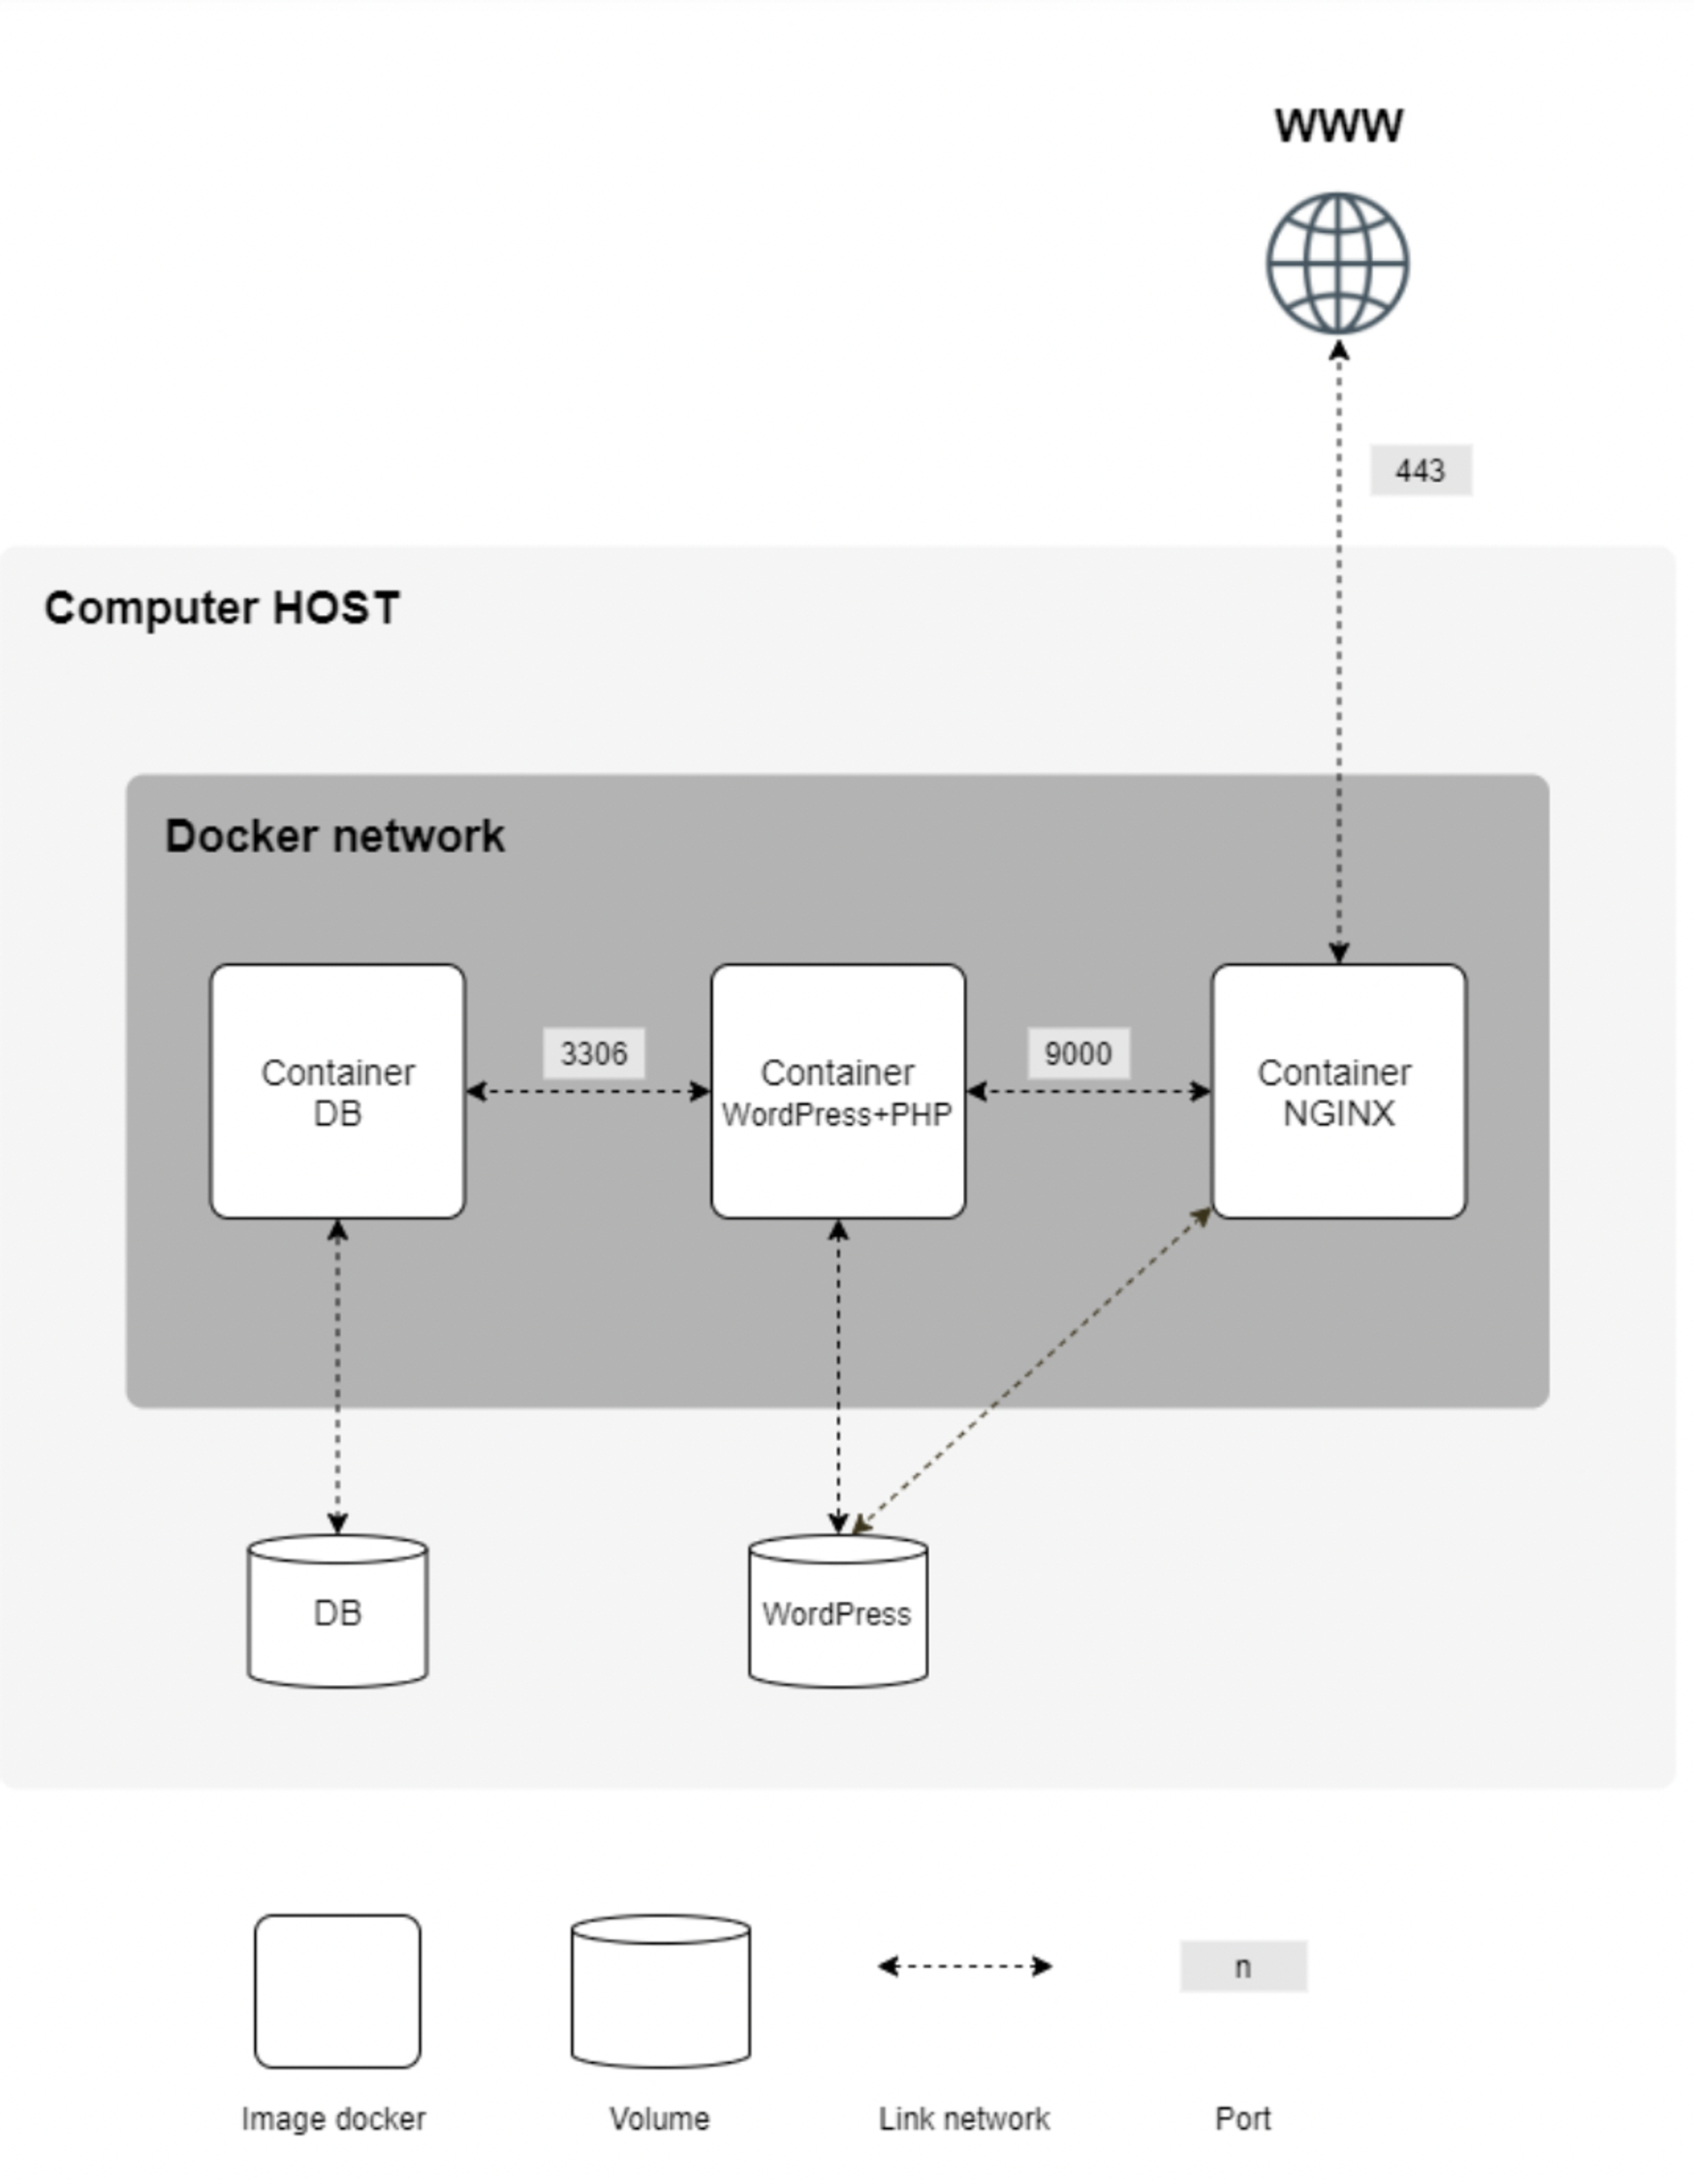 WWW
443
Computer HOST
Docker network
3306
9000
Container
DB
Container
WordPress+PHP
Container
NGINX
DB
WordPress
n
Image docker
Volume
Link network
Port